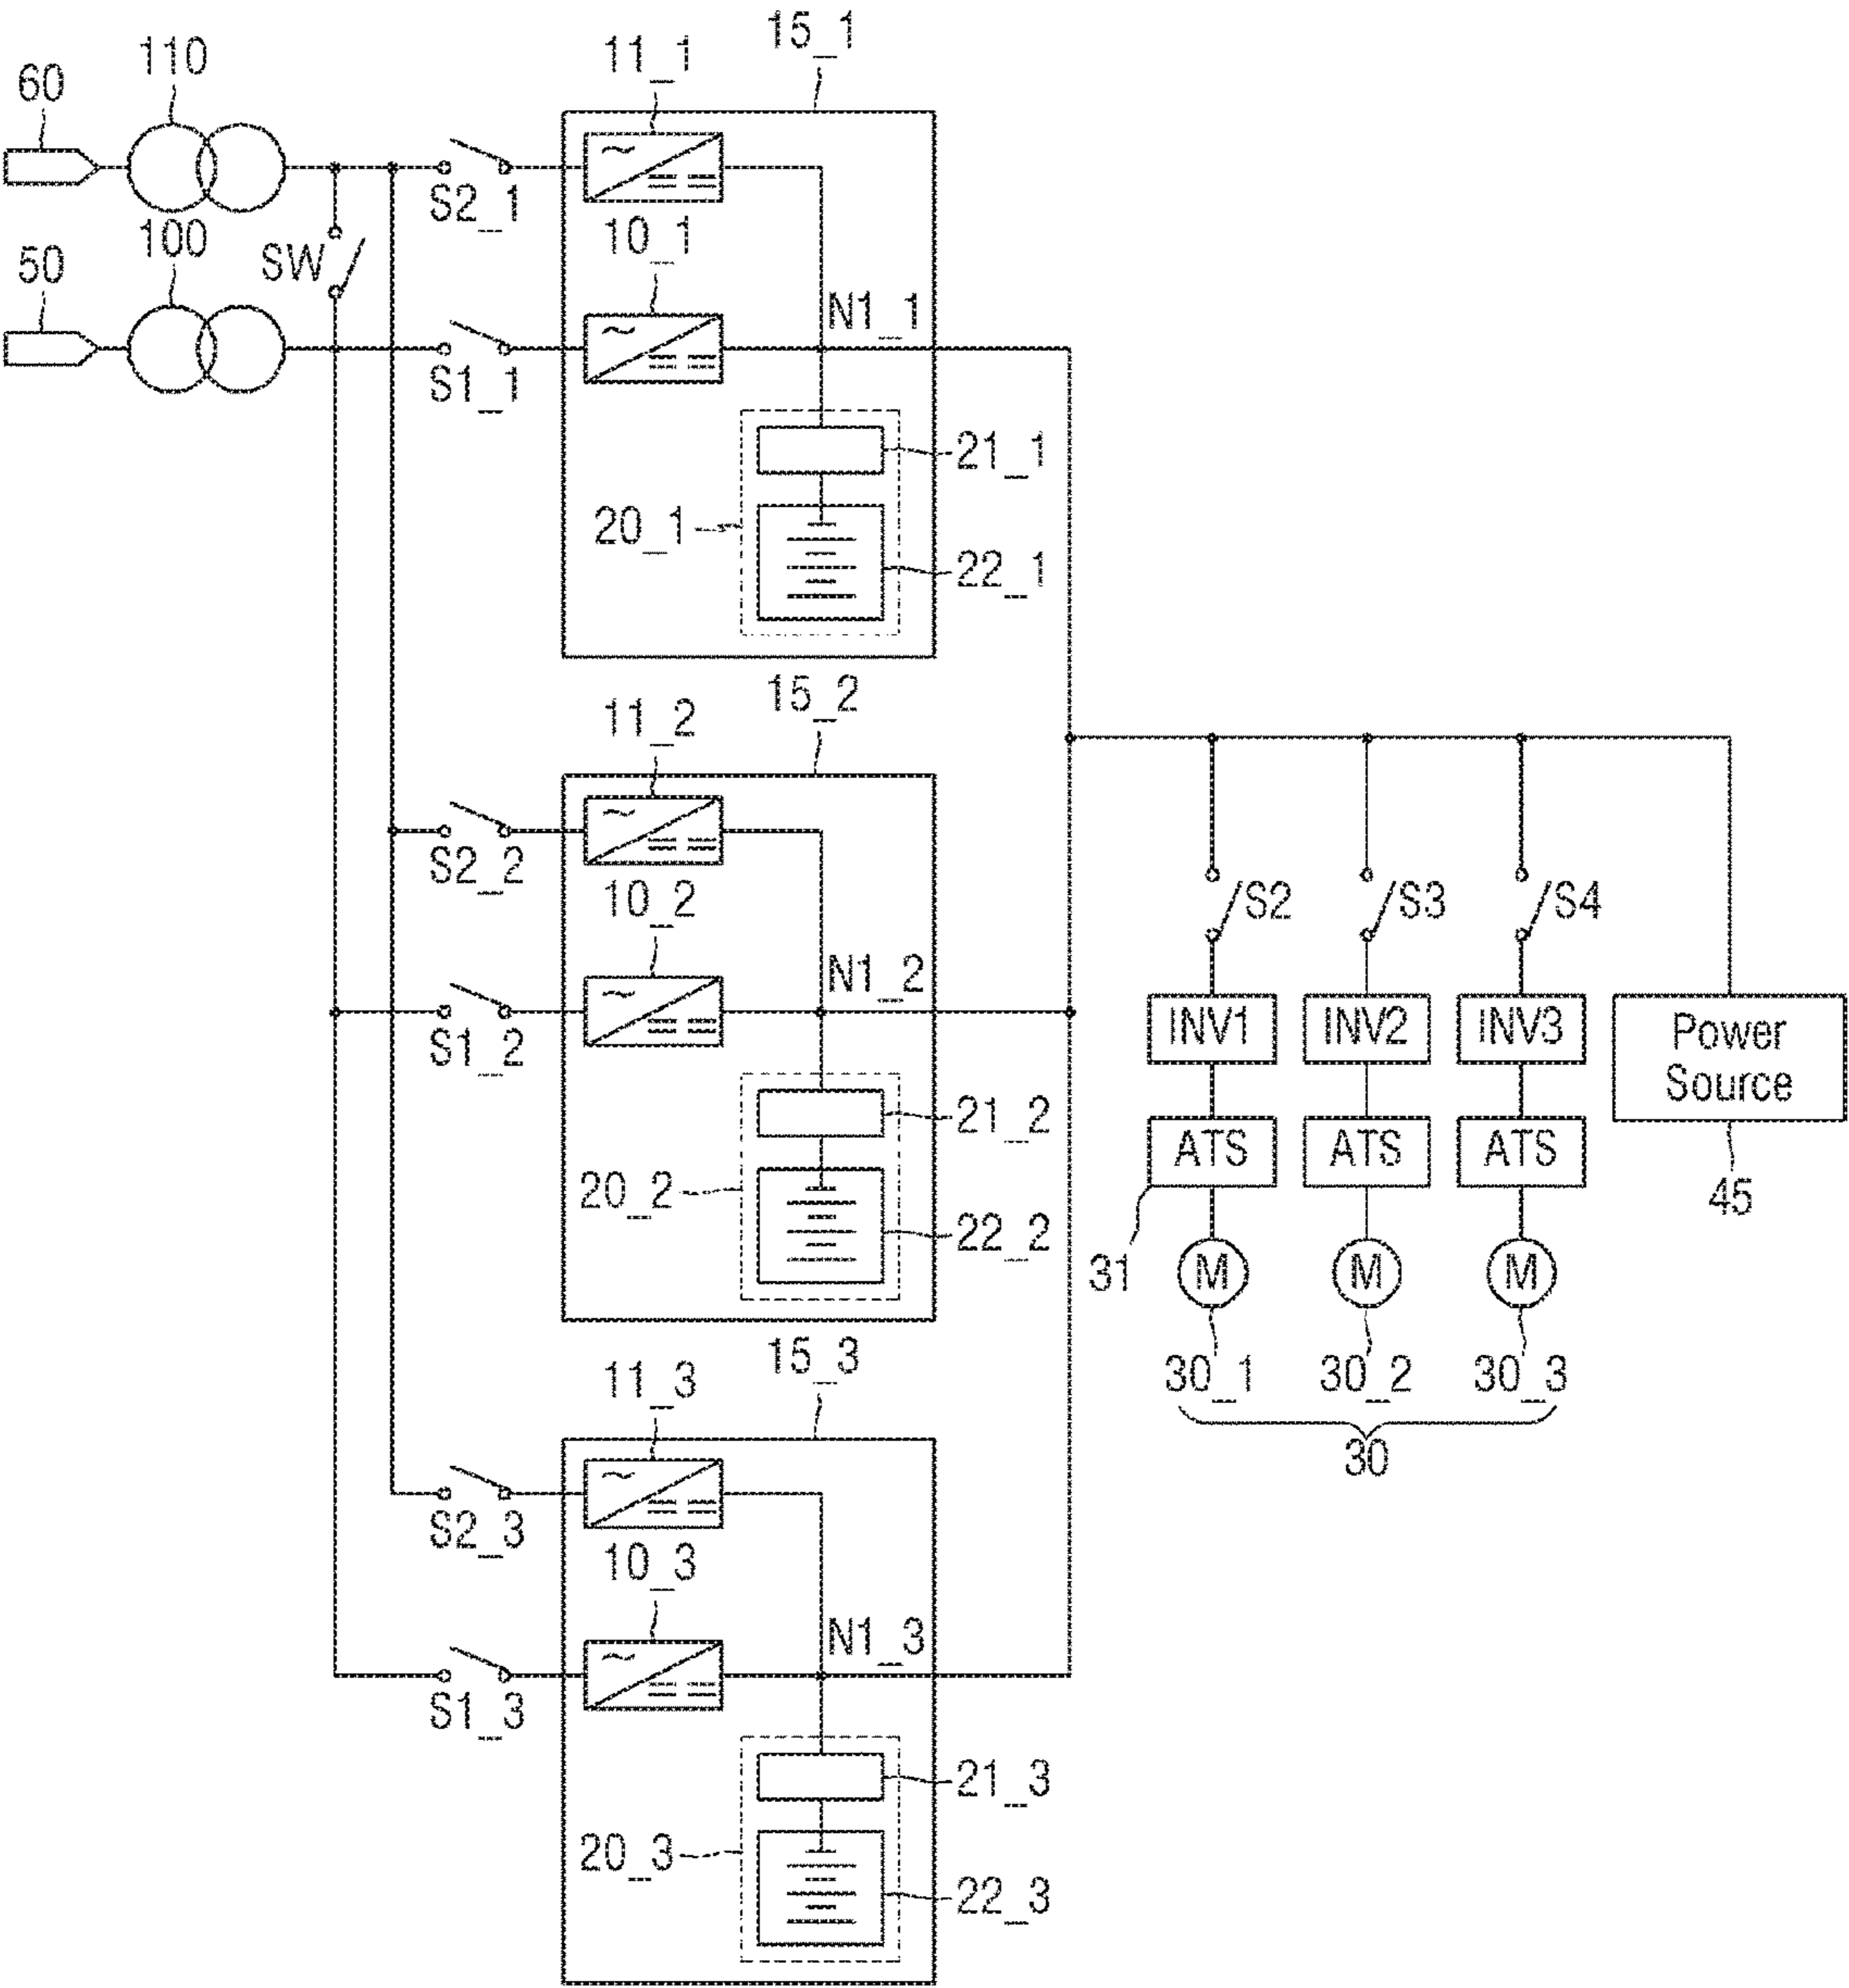 15_1
11_1
110
60
S2_1
10_1
100
SW
50
N1_1
S1_1
21_1
20_1
22_1
15_2
11_2
S2_2
10_2
/S2
/S3
/S4
N1_2
S1_2
INV1
INV2
INV3
Power
Source
21_2
ATS
ATS
ATS
20_2
45
22_2
31
M
M
M
15_3
11_3
30_1
30_2
30_3
30
S2_3
10_3
N1_3
S1_3
21_3
20_3
22_3